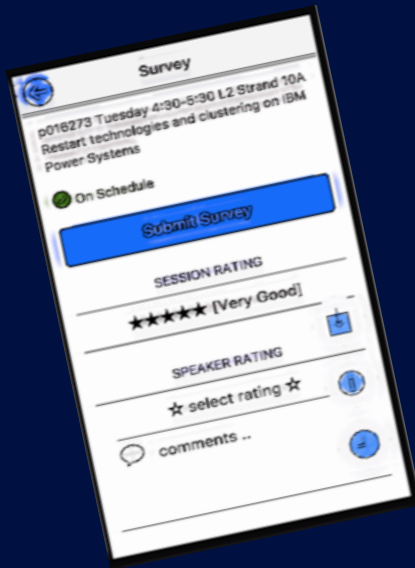 Survey
p016273 Tuesday 4:30-5:30 L2 Strand 10A
Restart technologies and clustering on IBM
Power Systems
On Schedule
Submit Survey
SESSION RATING
★★★★★ [Very Good]
SPEAKER RATING
☆ select rating ☆
comments ..